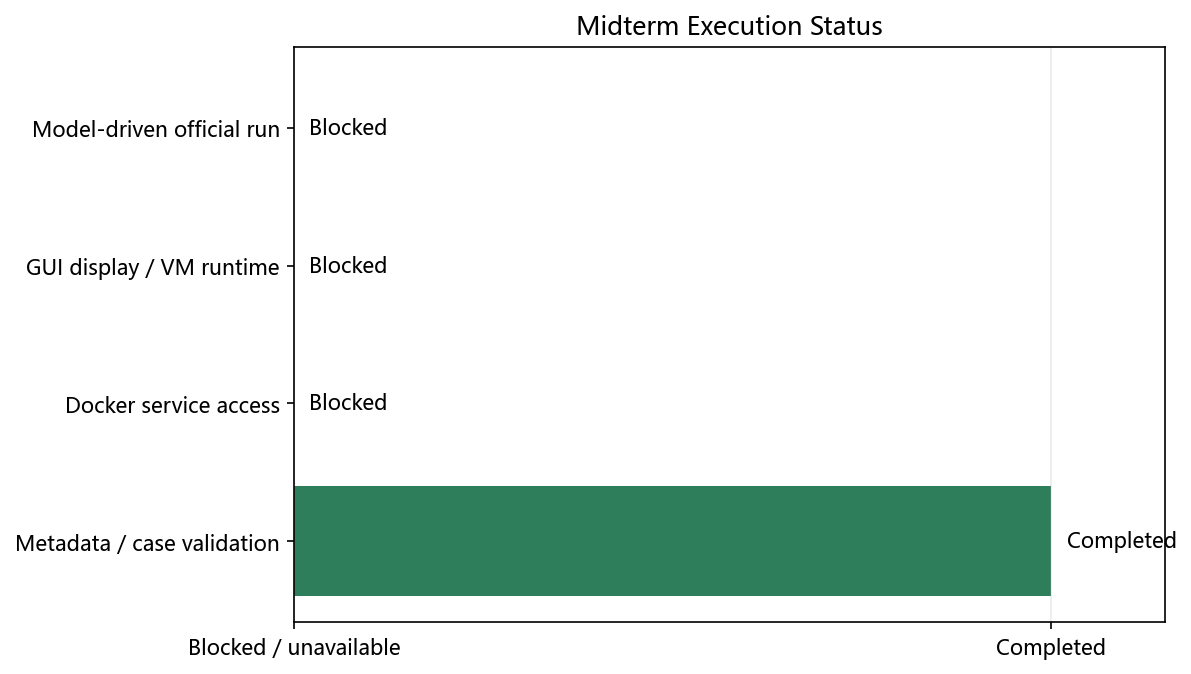 Midterm Execution Status
Model-driven official run
Blocked
GUI display / VM runtime
Blocked
Docker service access
Blocked
Metadata / case validation
Completed
Blocked / unavailable
Completed